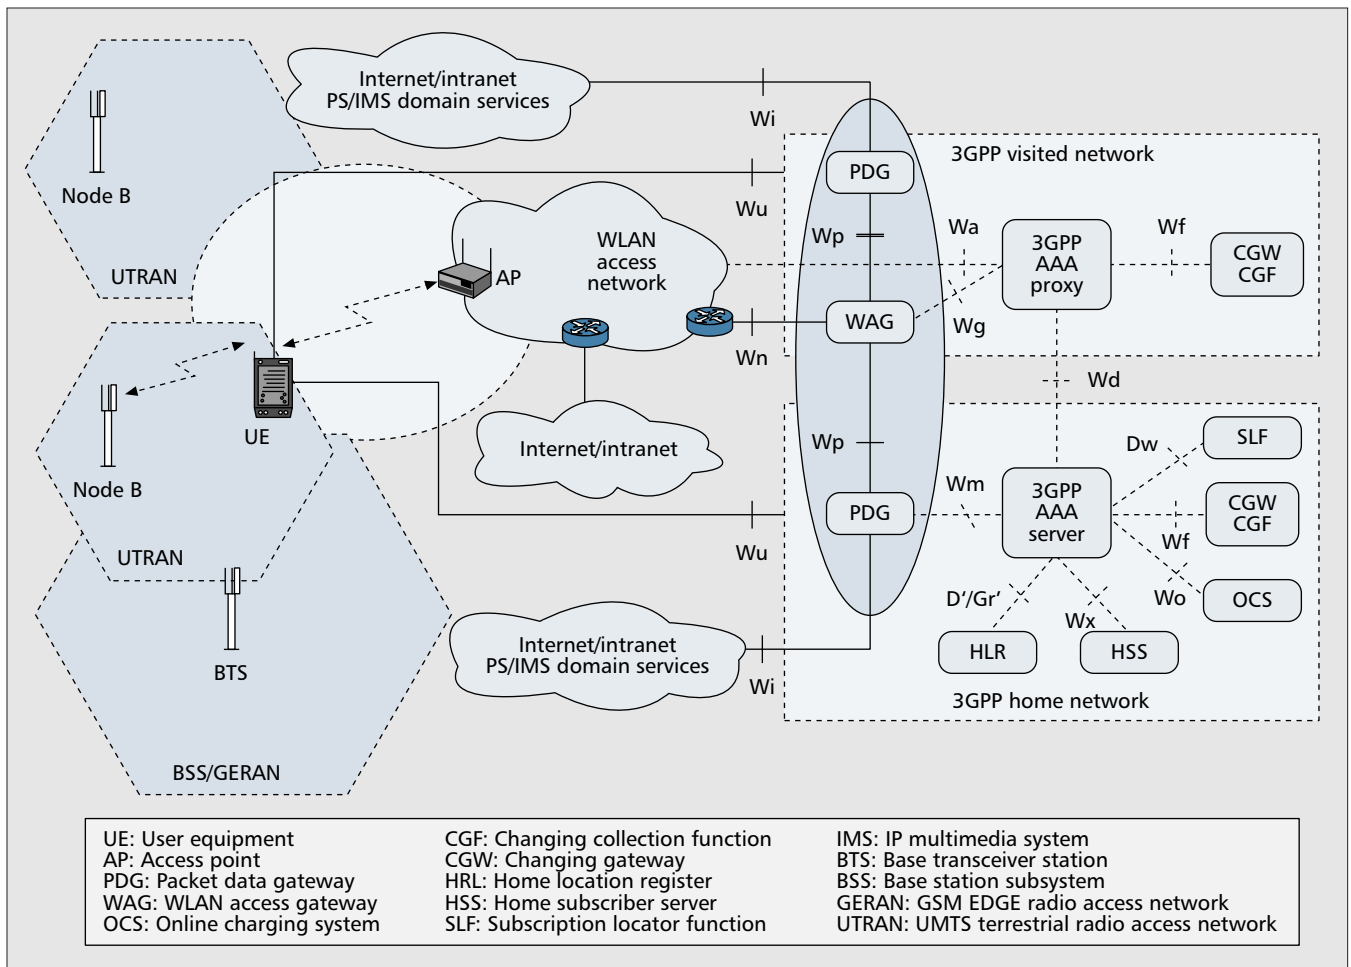 Internet/intranet
PS/IMS domain services
Wi
3GPP visited network
Node B
UTRAN
Wu
PDG
Wp
WLAN
access
network
AP
Wa
3GPP
AAA
proxy
Wf
CGW
CGF
WAG
Wg
Wn
UE
Internet/intranet
Wd
Node B
UTRAN
Wp
Dw
SLF
Wm
PDG
3GPP
AAA
server
CGW
CGF
Wf
Wu
Wo
OCS
D'/Gr'
Wx
HLR
HSS
BTS
Internet/intranet
PS/IMS domain services
Wi
3GPP home network
BSS/GERAN
UE: User equipment
AP: Access point
PDG: Packet data gateway
WAG: WLAN access gateway
OCS: Online charging system
CGF: Changing collection function
CGW: Changing gateway
HRL: Home location register
HSS: Home subscriber server
SLF: Subscription locator function
IMS: IP multimedia system
BTS: Base transceiver station
BSS: Base station subsystem
GERAN: GSM EDGE radio access network
UTRAN: UMTS terrestrial radio access network